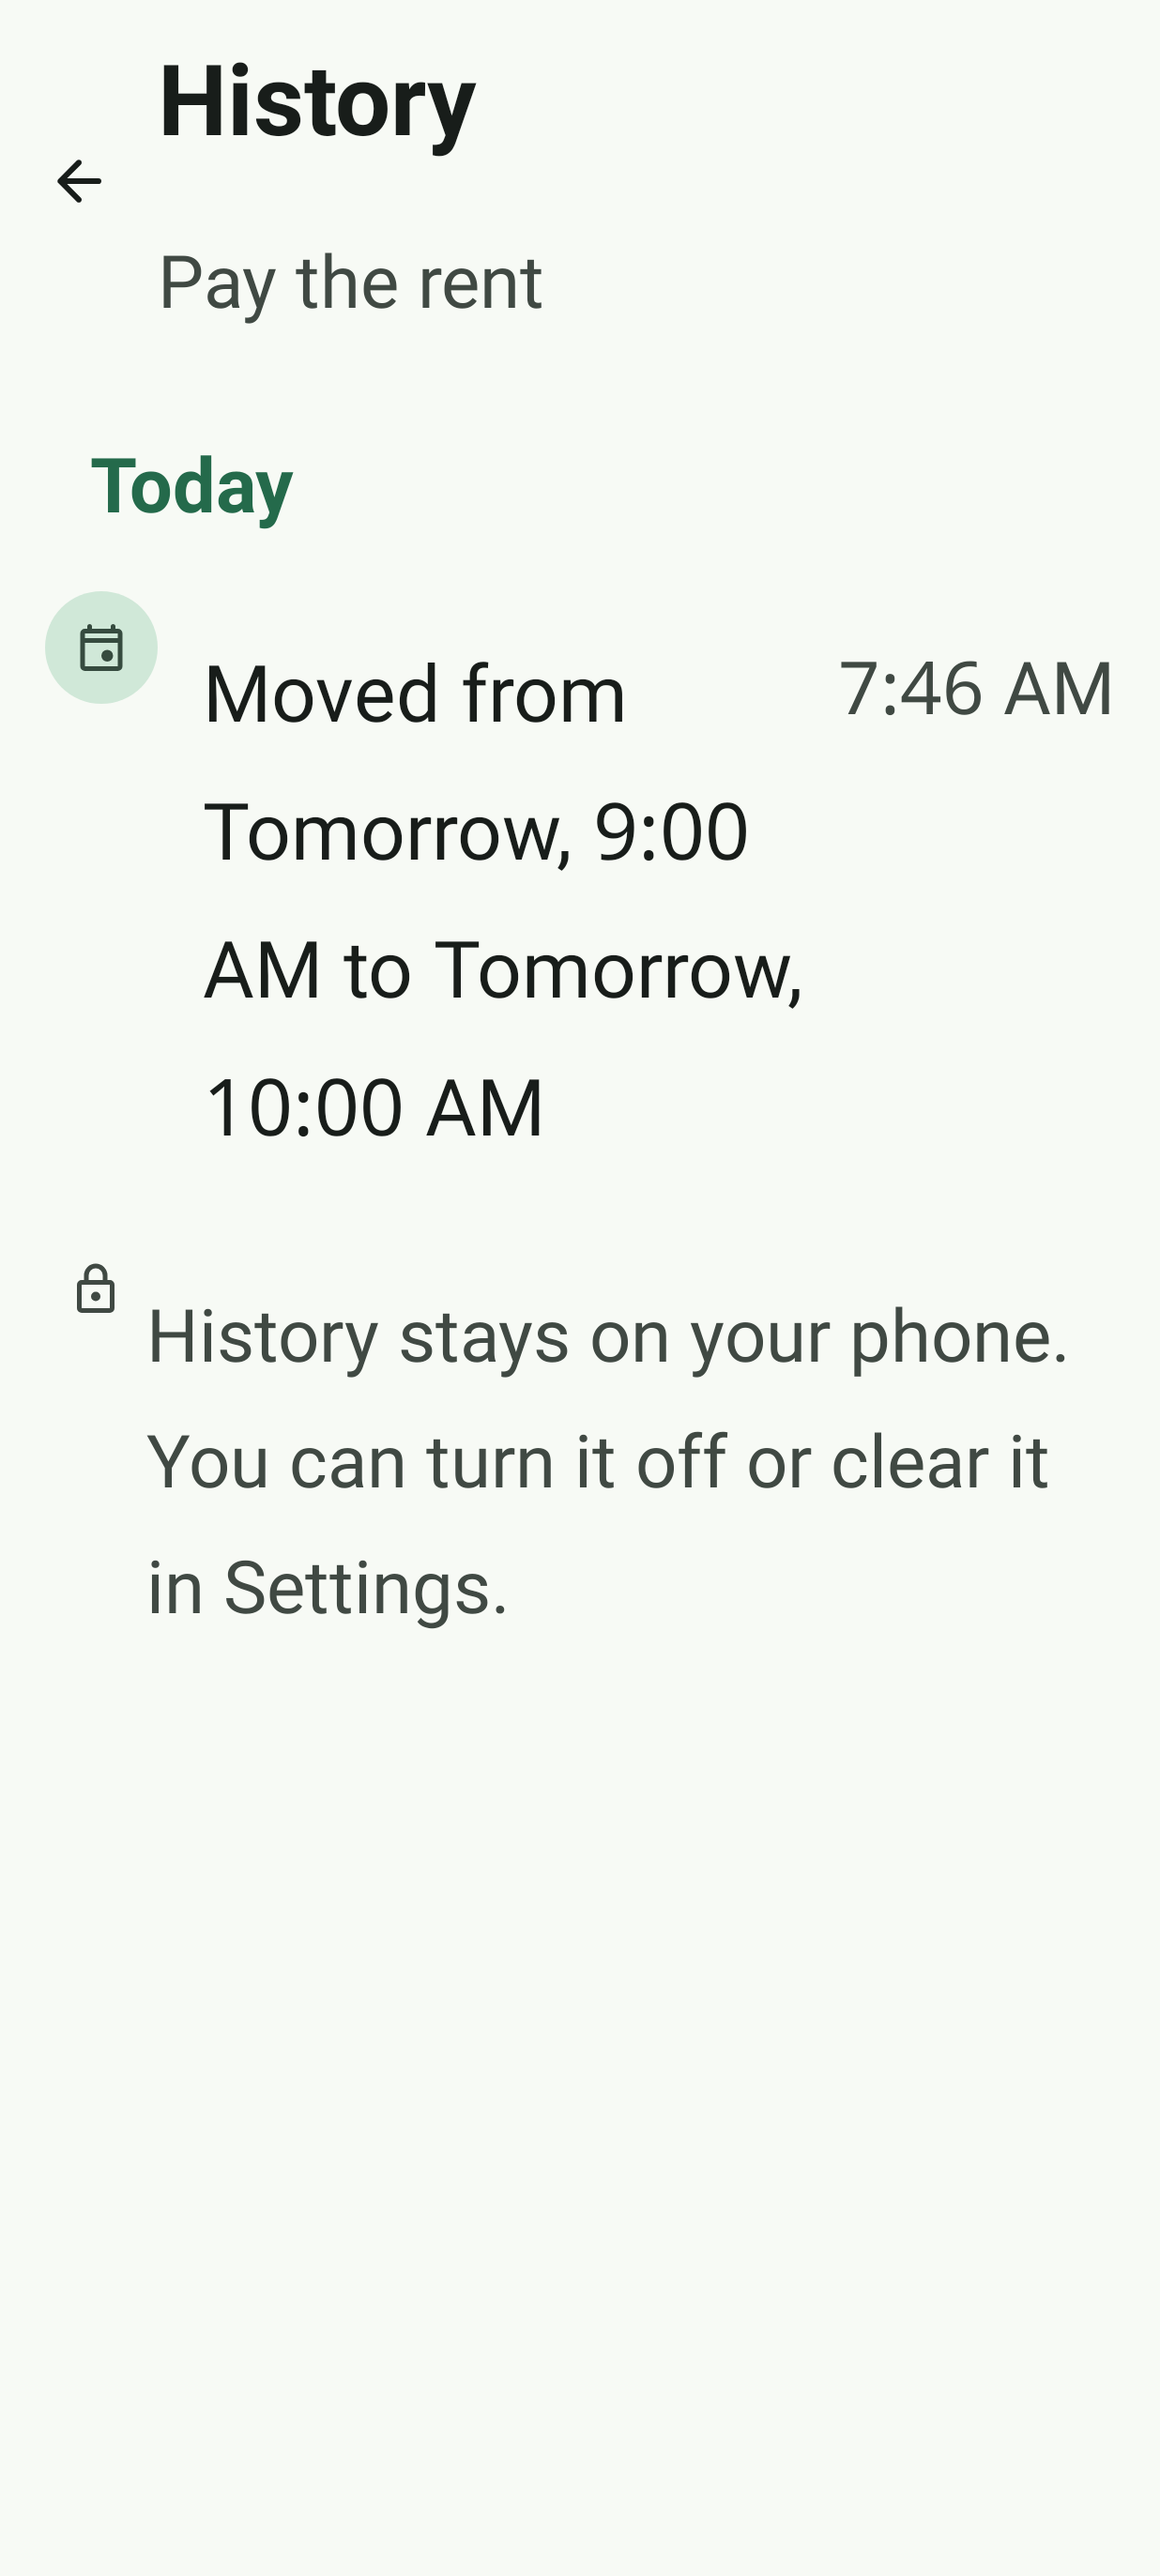 History
Pay the rent
Today
Moved from
7:46 AM
Tomorrow, 9:00
AM to Tomorrow,
10:00 AM
History stays on your phone.
You can turn it off or clear it
in Settings.